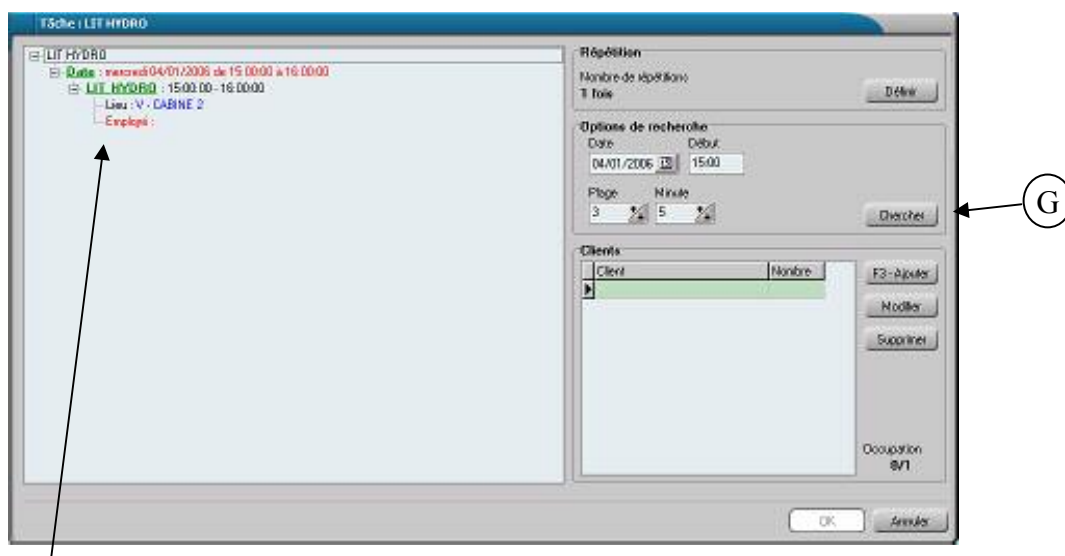 Tâche : LIT HYDRO
LIT HYDRO
Date : mercredi 04/01/2006 de 15:00:00 à 16:00:00
LIT HYDRO : 15:00:00 - 16:00:00
Lieu : V - CABINE 2
Employé :
Répétition
Nombre de répétitions
1 fois
Définir
Options de recherche
Date Début
04/01/2006 15:00
Plage Minute
3 5
Chercher
G
Clients
Client Nombre
F3 - Ajouter
Modifier
Supprimer
Occupation
0/1
OK Annuler